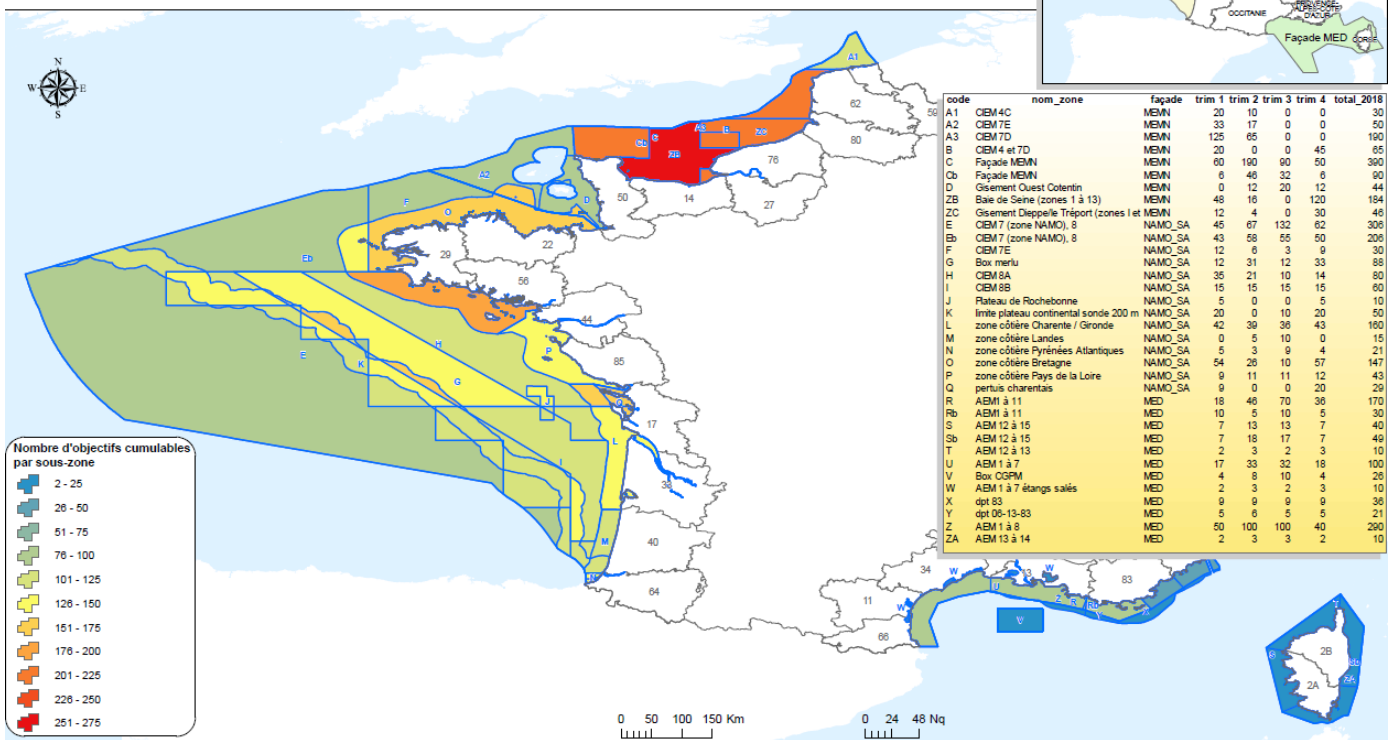 OCCITANIE
PROVENCE-
ALPES-COTE
D'AZUR
Façade MED
CORSE
N
W
E
S
code nom_zone façade trim 1 trim 2 trim 3 trim 4 total_2018
A1 CIEM 4C MEMN 20 10 0 0 30
A2 CIEM 7E MEMN 33 17 0 0 50
A3 CIEM 7D MEMN 125 65 0 0 190
B CIEM 4 et 7D MEMN 20 0 0 45 65
C Façade MEMN MEMN 60 190 90 50 390
Cb Façade MEMN MEMN 6 46 32 6 90
D Gisement Ouest Cotentin MEMN 0 12 20 12 44
ZB Baie de Seine (zones 1 à 13) MEMN 48 16 0 120 184
ZC Gisement Dieppe/le Tréport (zones I et MEMN 12 4 0 30 46
E CIEM 7 (zone NAMO), 8 NAMO_SA 45 67 132 62 306
Eb CIEM 7 (zone NAMO), 8 NAMO_SA 43 58 55 50 206
F CIEM 7E NAMO_SA 12 6 3 9 30
G Box merlu NAMO_SA 12 31 12 33 88
H CIEM 8A NAMO_SA 35 21 10 14 80
I CIEM 8B NAMO_SA 15 15 15 15 60
J Plateau de Rochebonne NAMO_SA 5 0 0 5 10
K limite plateau continental sonde 200 m NAMO_SA 20 0 10 20 50
L zone côtière Charente / Gironde NAMO_SA 42 39 36 43 160
M zone côtière Landes NAMO_SA 0 5 10 0 15
N zone côtière Pyrénées Atlantiques NAMO_SA 5 3 9 4 21
O zone côtière Bretagne NAMO_SA 54 26 10 57 147
P zone côtière Pays de la Loire NAMO_SA 9 11 11 12 43
Q pertuis charentais NAMO_SA 9 0 0 20 29
R AEM1 à 11 MED 18 46 70 36 170
Rb AEM1 à 11 MED 10 5 10 5 30
S AEM 12 à 15 MED 7 13 13 7 40
Sb AEM 12 à 15 MED 7 18 17 7 49
T AEM 12 à 13 MED 2 3 2 3 10
U AEM 1 à 7 MED 17 33 32 18 100
V Box CGPM MED 4 8 10 4 26
W AEM 1 à 7 étangs salés MED 2 3 2 3 10
X dpt 83 MED 9 9 9 9 36
Y dpt 06-13-83 MED 5 6 5 5 21
Z AEM 1 à 8 MED 50 100 100 40 290
ZA AEM 13 à 14 MED 2 3 3 2 10
A1
62
59
80
A3 B ZC
C
Cb
ZB
76
A2
50
14
27
D
F
O
22
29
Eb
56
44
E
H
P
85
K
G
J
Q
17
L
I
33
M
40
N
64
34
W
W
83
11
W
U
Z R Rb
Y
66
V
2B
S
2A
Nombre d'objectifs cumulables
par sous-zone
2 - 25
26 - 50
51 - 75
76 - 100
101 - 125
126 - 150
151 - 175
176 - 200
201 - 225
226 - 250
251 - 275
0 50 100 150 Km
0 24 48 Nq